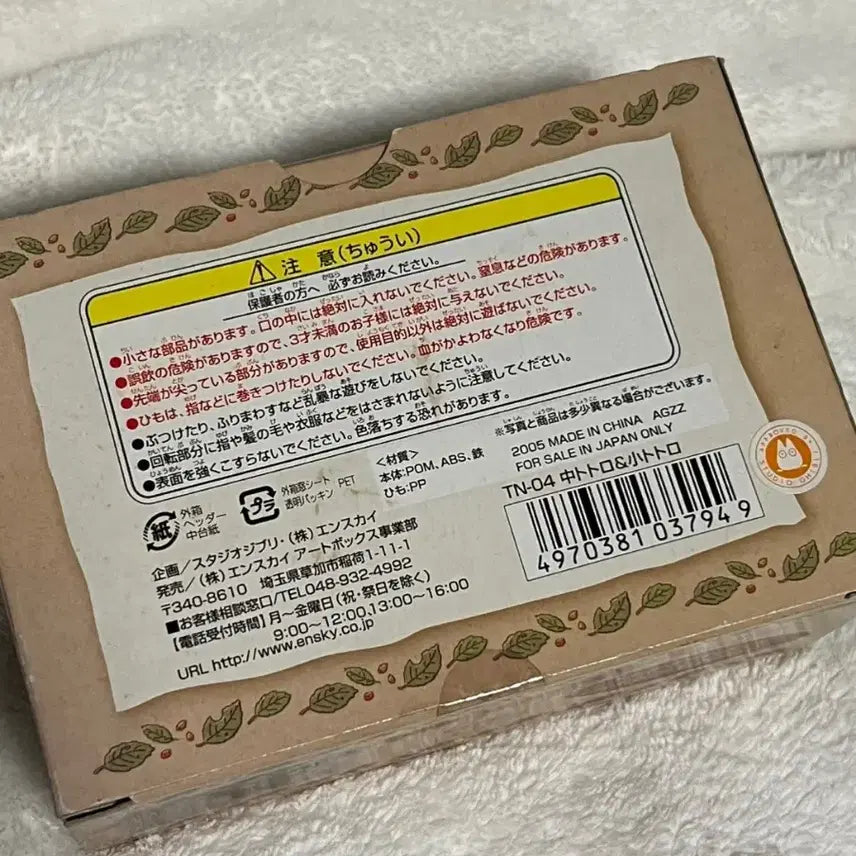 ⚠ 注 意(ちゅうい)
保護者の方へ 必ずお読みください。
●小さな部品があります。口の中には絶対に入れないでください。窒息などの危険があります。
●誤飲の危険がありますので、3才未満のお子様には絶対に与えないでください。
●先端が尖っている部分がありますので、使用目的以外は絶対に遊ばないでください。
●ひもは、指などに巻きつけたりしないでください。血がかよわなくなり危険です。
●ぶつけたり、ふりまわすなど乱暴な遊びをしないでください。
●回転部分に指や髪の毛や衣服などをはさまれないように注意してください。
●表面を強くこすらないでください。色落ちする恐れがあります。
※写真と商品は多少異なる場合がございます。
紙
外箱
ヘッダー
中台紙
プラ
外箱窓シート
透明パッキン PET
<材質>
本体:POM、ABS、鉄
ひも:PP
2005 MADE IN CHINA AGZZ
FOR SALE IN JAPAN ONLY
TN-04 中トトロ&小トトロ
4970381037949
企画/スタジオジブリ・(株)エンスカイ
発売/(株)エンスカイ アートボックス事業部
〒340-8610 埼玉県草加市稲荷1-11-1
■お客様相談窓口/TEL048-932-4992
【電話受付時間】月〜金曜日(祝・祭日を除く)
9:00〜12:00、13:00〜16:00
URL http://www.ensky.co.jp